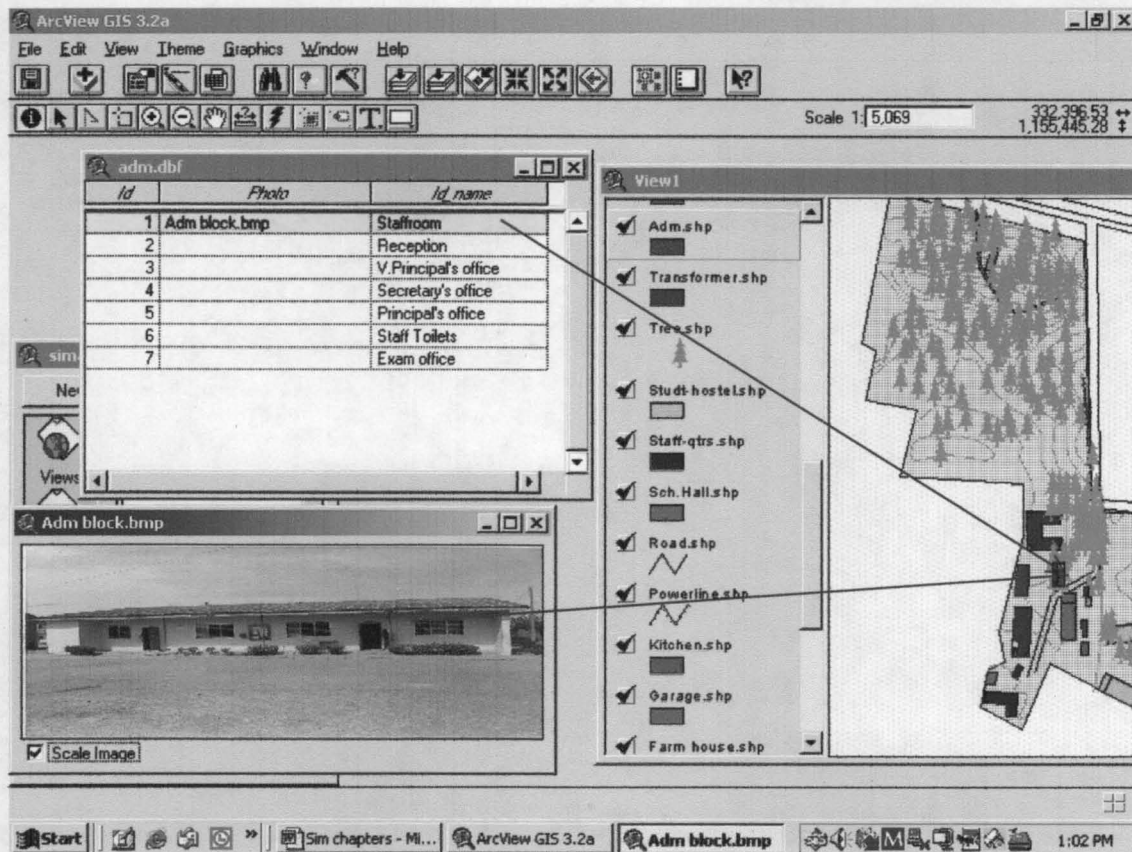 ArcView GIS 3.2a
File Edit View Theme Graphics Window Help
Scale 1: 5,069
332,396.53
1,155,445.28
adm.dbf
Id Photo Id_name
1 Adm block.bmp Staffroom
2 Reception
3 V.Principal's office
4 Secretary's office
5 Principal's office
6 Staff Toilets
7 Exam office
View1
Adm.shp
Transformer.shp
Tree.shp
Studt-hostel.shp
Staff-qtrs.shp
Sch.Hall.shp
Road.shp
Powerline.shp
Kitchen.shp
Garage.shp
Farm house.shp
sim
Ne
Views
Adm block.bmp
Scale Image
Start
Sim chapters - Mi...
ArcView GIS 3.2a
Adm block.bmp
1:02 PM